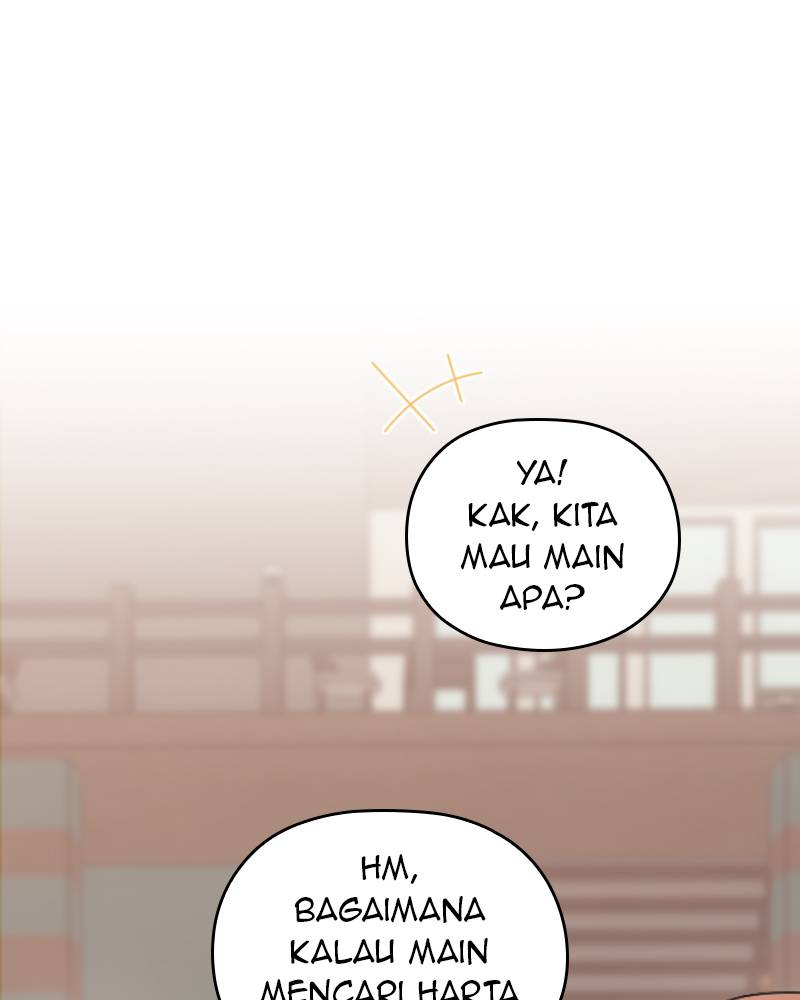 YA!
KAK, KITA
MAU MAIN
APA?
HM,
BAGAIMANA
KALAU MAIN
MENCARI HARTA